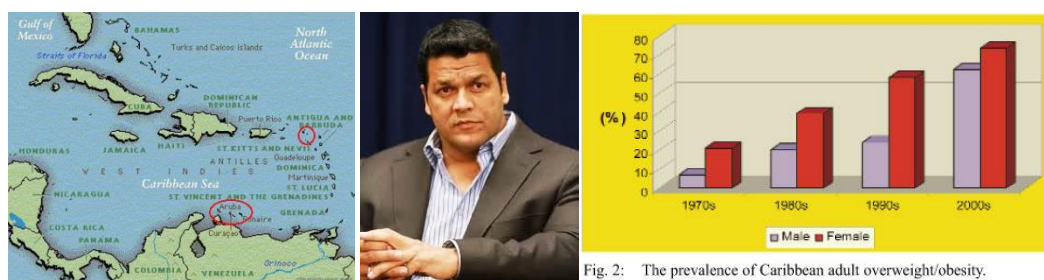 Gulf of
Mexico
BAHAMAS
North
Atlantic
Ocean
Turks and Caicos Islands
Straits of Florida
CUBA
DOMINICAN
REPUBLIC
Puerto Rico
ANTIGUA AND
BARBUDA
HAITI
JAMAICA
ST. KITTS AND NEVIS
HONDURAS
ANTILLES
Guadeloupe
WEST INDIES
DOMINICA
Martinique
Caribbean Sea
ST. LUCIA
ST. VINCENT AND THE GRENADINES
NICARAGUA
Aruba
Bonaire
GRENADA
Curaçao
COSTA RICA
PANAMA
COLOMBIA
VENEZUELA
Orinoco
80
70
60
50
(%)
40
30
20
10
0
1970s 1980s 1990s 2000s
Male Female
Fig. 2: The prevalence of Caribbean adult overweight/obesity.